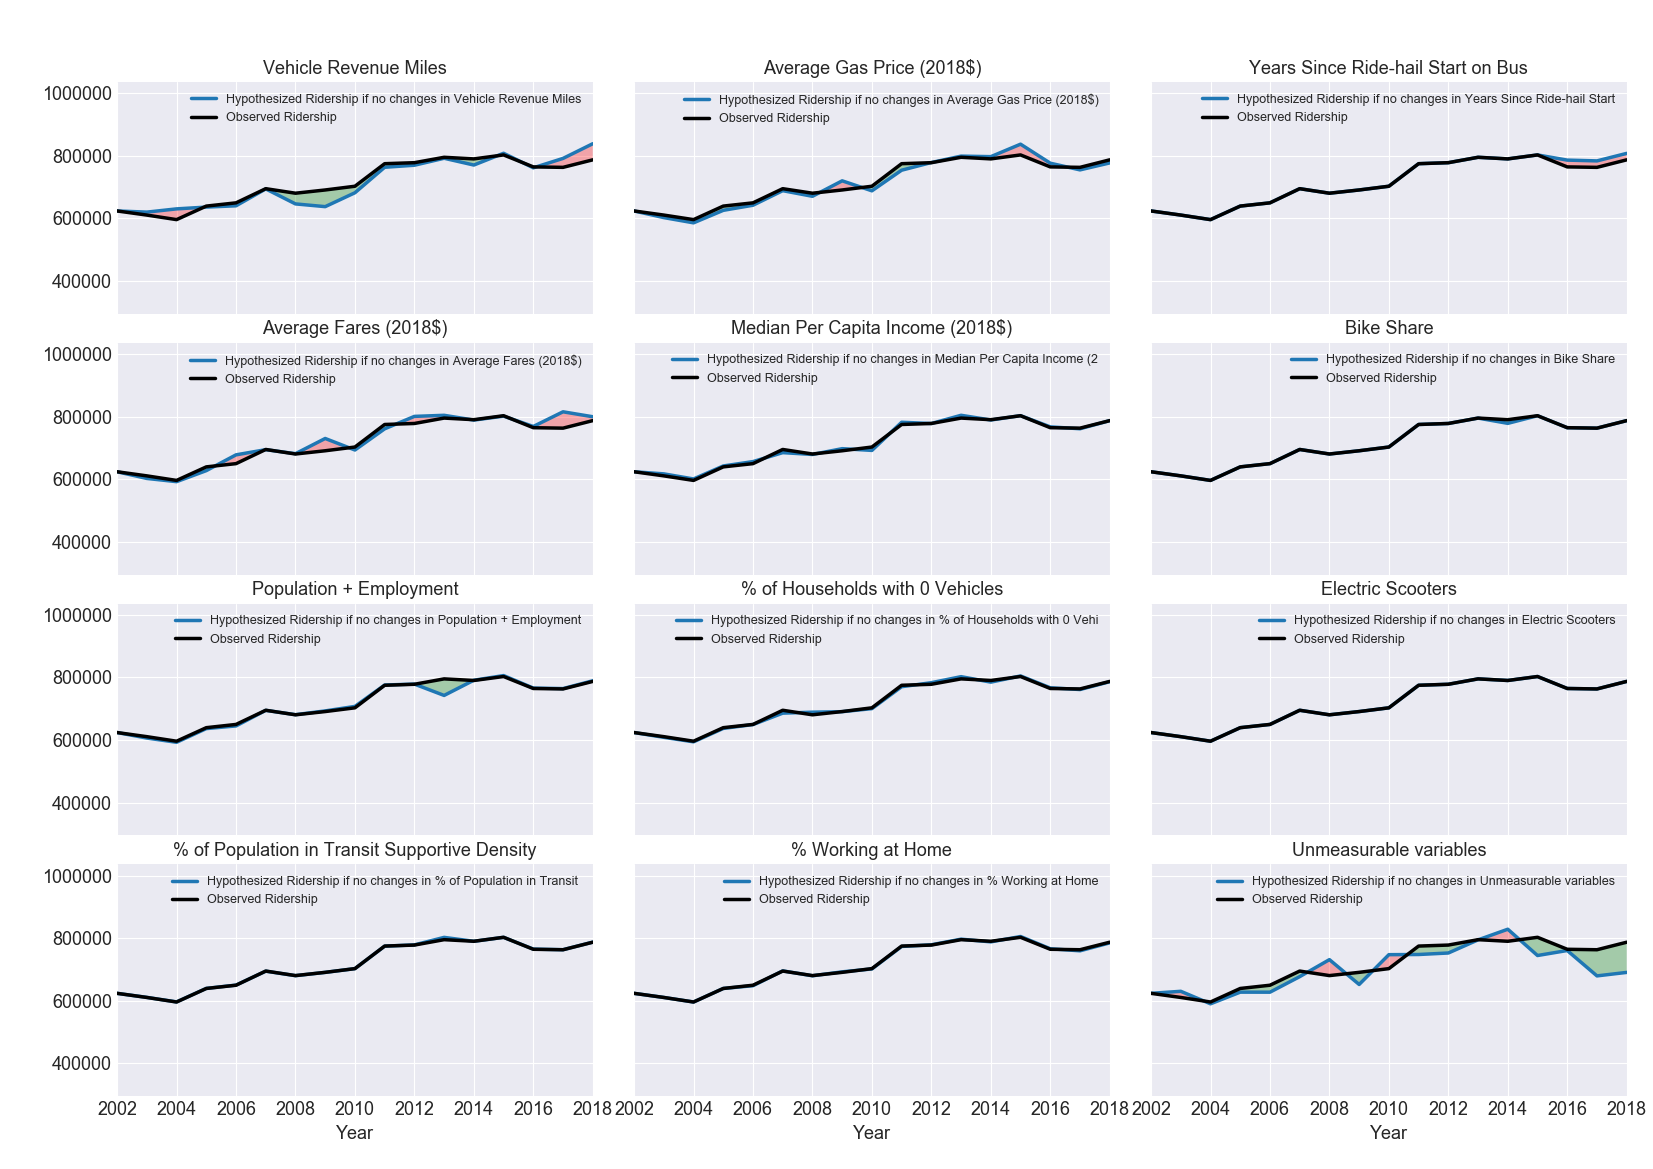 Vehicle Revenue Miles
1000000
800000
600000
400000
Hypothesized Ridership if no changes in Vehicle Revenue Miles
Observed Ridership
Average Gas Price (2018$)
Hypothesized Ridership if no changes in Average Gas Price (2018$)
Observed Ridership
Years Since Ride-hail Start on Bus
Hypothesized Ridership if no changes in Years Since Ride-hail Start
Observed Ridership
Average Fares (2018$)
1000000
800000
600000
400000
Hypothesized Ridership if no changes in Average Fares (2018$)
Observed Ridership
Median Per Capita Income (2018$)
Hypothesized Ridership if no changes in Median Per Capita Income (2
Observed Ridership
Bike Share
Hypothesized Ridership if no changes in Bike Share
Observed Ridership
Population + Employment
1000000
800000
600000
400000
Hypothesized Ridership if no changes in Population + Employment
Observed Ridership
% of Households with 0 Vehicles
Hypothesized Ridership if no changes in % of Households with 0 Vehi
Observed Ridership
Electric Scooters
Hypothesized Ridership if no changes in Electric Scooters
Observed Ridership
% of Population in Transit Supportive Density
1000000
800000
600000
400000
Hypothesized Ridership if no changes in % of Population in Transit
Observed Ridership
2002 2004 2006 2008 2010 2012 2014 2016 2018
Year
% Working at Home
Hypothesized Ridership if no changes in % Working at Home
Observed Ridership
2002 2004 2006 2008 2010 2012 2014 2016 2018
Year
Unmeasurable variables
Hypothesized Ridership if no changes in Unmeasurable variables
Observed Ridership
2002 2004 2006 2008 2010 2012 2014 2016 2018
Year